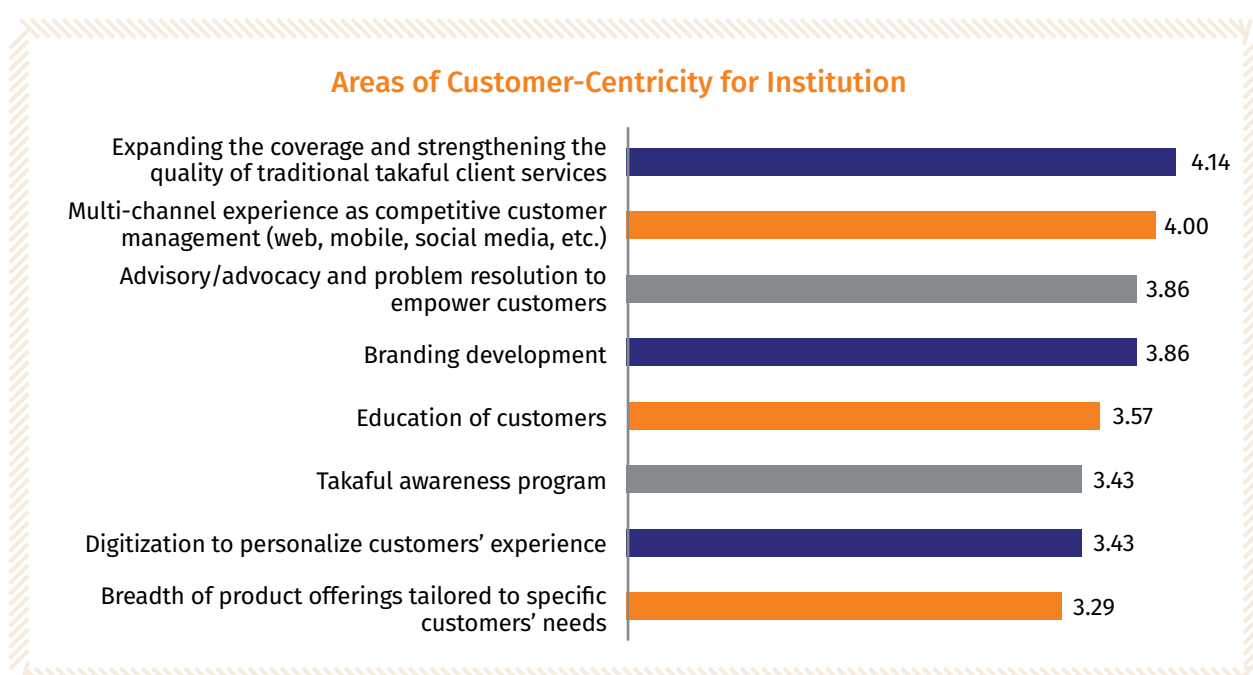 Areas of Customer-Centricity for Institution
Expanding the coverage and strengthening the
quality of traditional takaful client services
4.14
Multi-channel experience as competitive customer
management (web, mobile, social media, etc.)
4.00
Advisory/advocacy and problem resolution to
empower customers
3.86
Branding development
3.86
Education of customers
3.57
Takaful awareness program
3.43
Digitization to personalize customers’ experience
3.43
Breadth of product offerings tailored to specific
customers’ needs
3.29